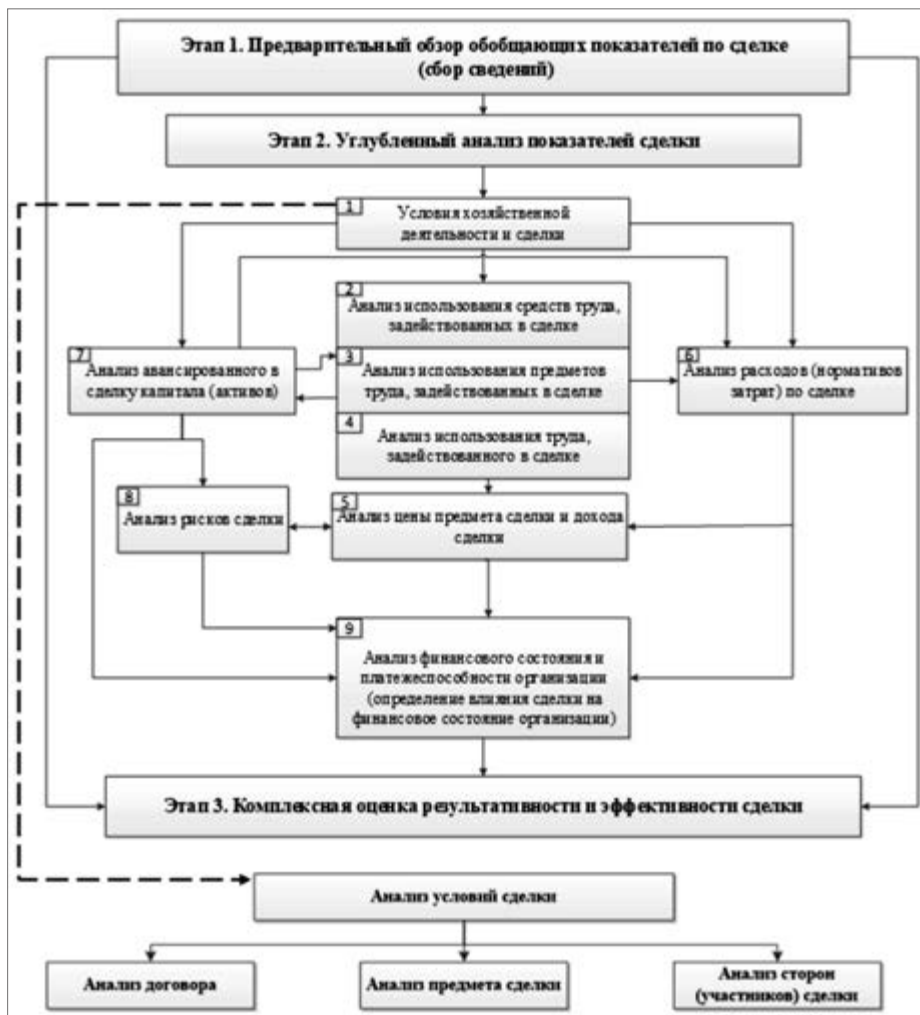 Этап 1. Предварительный обзор обобщающих показателей по сделке
(сбор сведений)
Этап 2. Углубленный анализ показателей сделки
1
Условия хозяйственной
деятельности и сделки
2
Анализ использования средств труда,
задействованных в сделке
7
Анализ авансированного в
сделку капитала (активов)
3
Анализ использования предметов
труда, задействованных в сделке
6
Анализ расходов (нормативов
затрат) по сделке
4
Анализ использования труда,
задействованного в сделке
8
Анализ рисков сделки
5
Анализ цены предмета сделки и дохода
сделки
9
Анализ финансового состояния и
платежеспособности организации
(определение влияния сделки на
финансовое состояние организации)
Этап 3. Комплексная оценка результативности и эффективности сделки
Анализ условий сделки
Анализ договора
Анализ предмета сделки
Анализ сторон
(участников) сделки